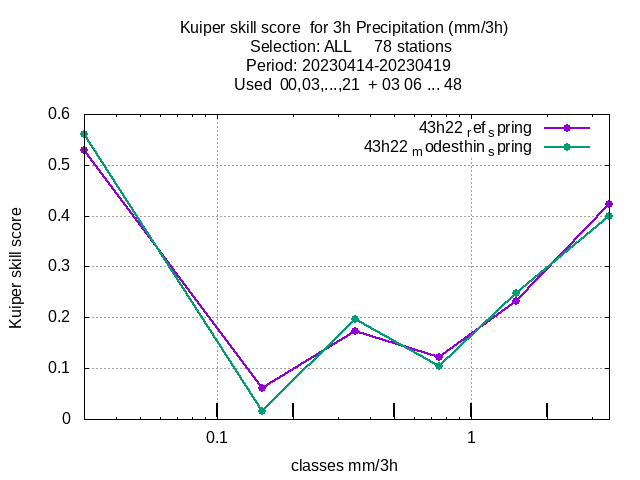 Kuiper skill score  for 3h Precipitation (mm/3h)
Selection: ALL     78 stations
Period: 20230414-20230419
Used  00,03,...,21  + 03 06 ... 48
43h22 ref spring
43h22 modesthin spring
0.6
0.5
0.4
0.3
0.2
0.1
0
Kuiper skill score
0.1 1
classes mm/3h